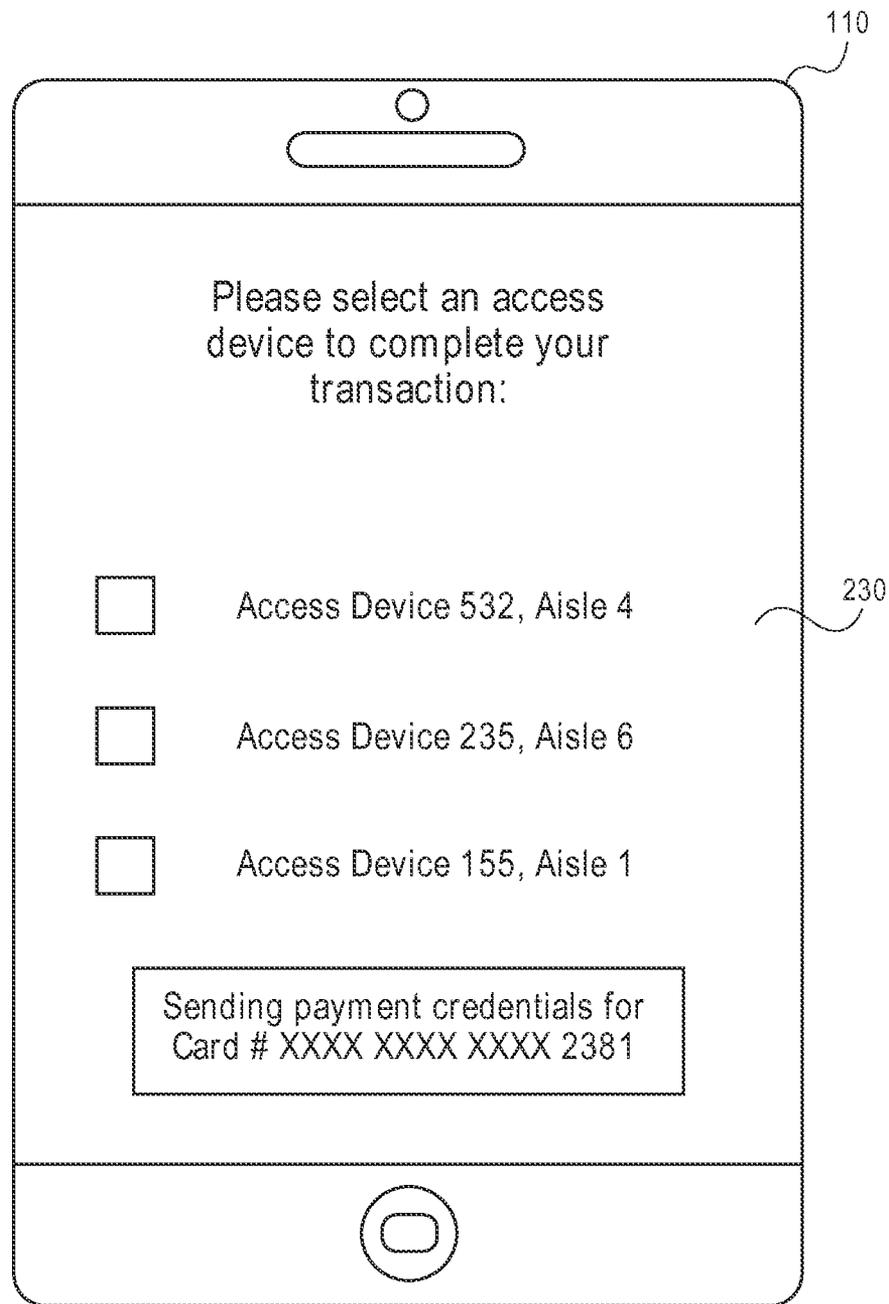 110
Please select an access
device to complete your
transaction:
Access Device 532, Aisle 4
230
Access Device 235, Aisle 6
Access Device 155, Aisle 1
Sending payment credentials for
Card # XXXX XXXX XXXX 2381